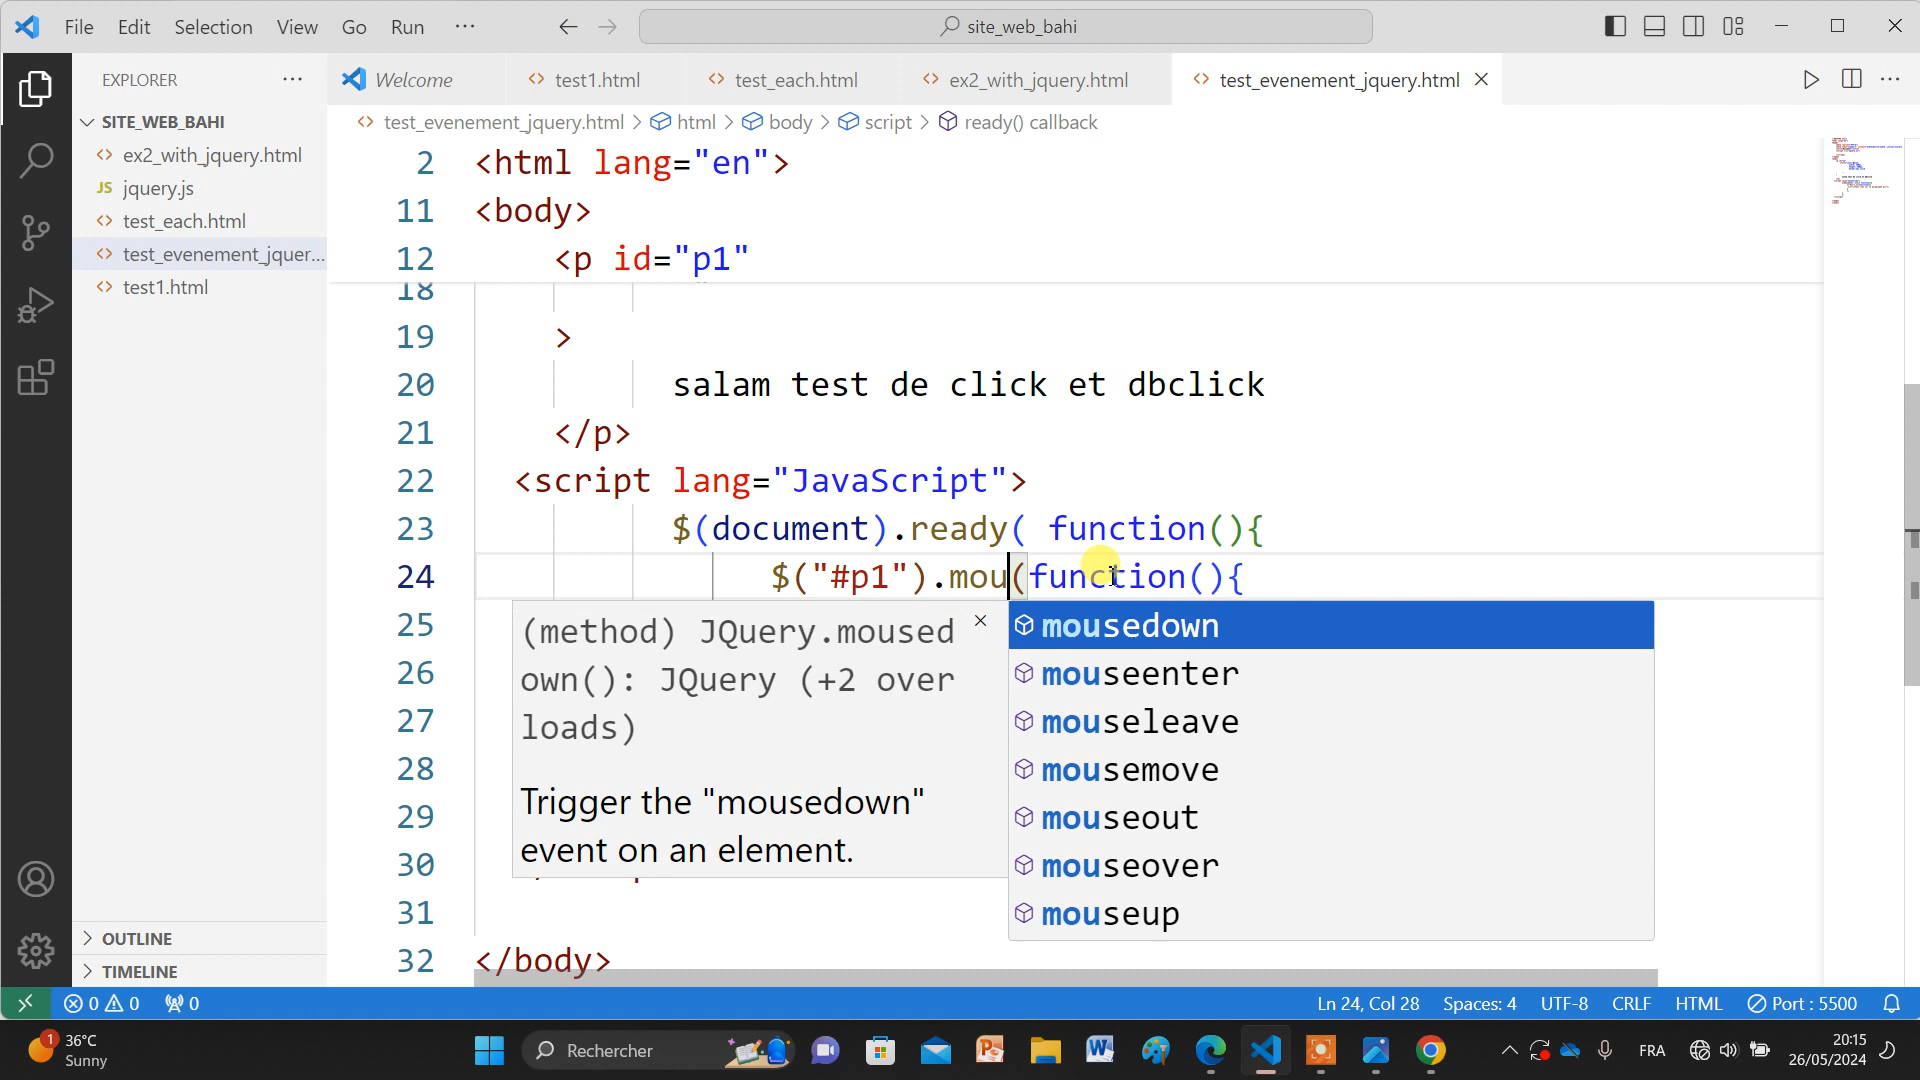 File Edit Selection View Go Run ···
site_web_bahi
EXPLORER ···
Welcome
test1.html
test_each.html
ex2_with_jquery.html
test_evenement_jquery.html
SITE_WEB_BAHI
ex2_with_jquery.html
JS jquery.js
test_each.html
test_evenement_jquer...
test1.html
OUTLINE
TIMELINE
test_evenement_jquery.html > html > body > script > ready() callback
2 <html lang="en">
11 <body>
12 <p id="p1"
18
19 >
20 salam test de click et dbclick
21 </p>
22 <script lang="JavaScript">
23 $(document).ready( function(){
24 $("#p1").mou(function(){
25
26
27
28
29
30
31
32 </body>
(method) JQuery.moused
own(): JQuery (+2 over
loads)
Trigger the "mousedown"
event on an element.
mousedown
mouseenter
mouseleave
mousemove
mouseout
mouseover
mouseup
0 0 0
Ln 24, Col 28 Spaces: 4 UTF-8 CRLF HTML Port : 5500
1 36°C
Sunny
Rechercher
FRA
20:15
26/05/2024